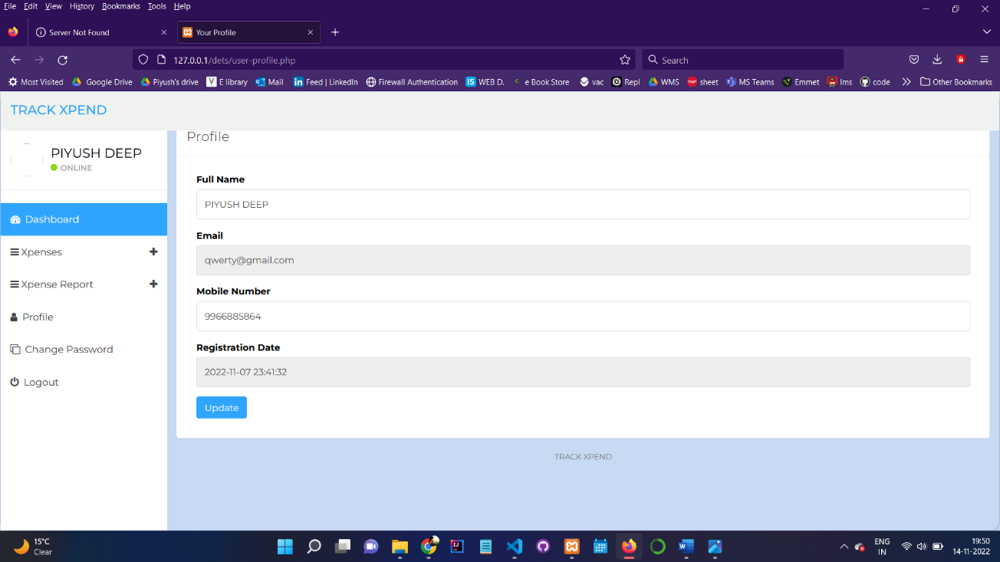 File Edit View History Bookmarks Tools Help
Server Not Found
Your Profile
127.0.0.1/dets/user-profile.php
Search
Most Visited Google Drive Piyush's drive E library Mail Feed | LinkedIn Firewall Authentication WEB D. e Book Store vac Repl WMS sheet MS Teams Emmet lms code Other Bookmarks
TRACK XPEND
PIYUSH DEEP
ONLINE
Dashboard
Xpenses
Xpense Report
Profile
Change Password
Logout
Profile
Full Name
PIYUSH DEEP
Email
qwerty@gmail.com
Mobile Number
9966885864
Registration Date
2022-11-07 23:41:32
Update
TRACK XPEND
15°C
Clear
ENG
IN
19:50
14-11-2022